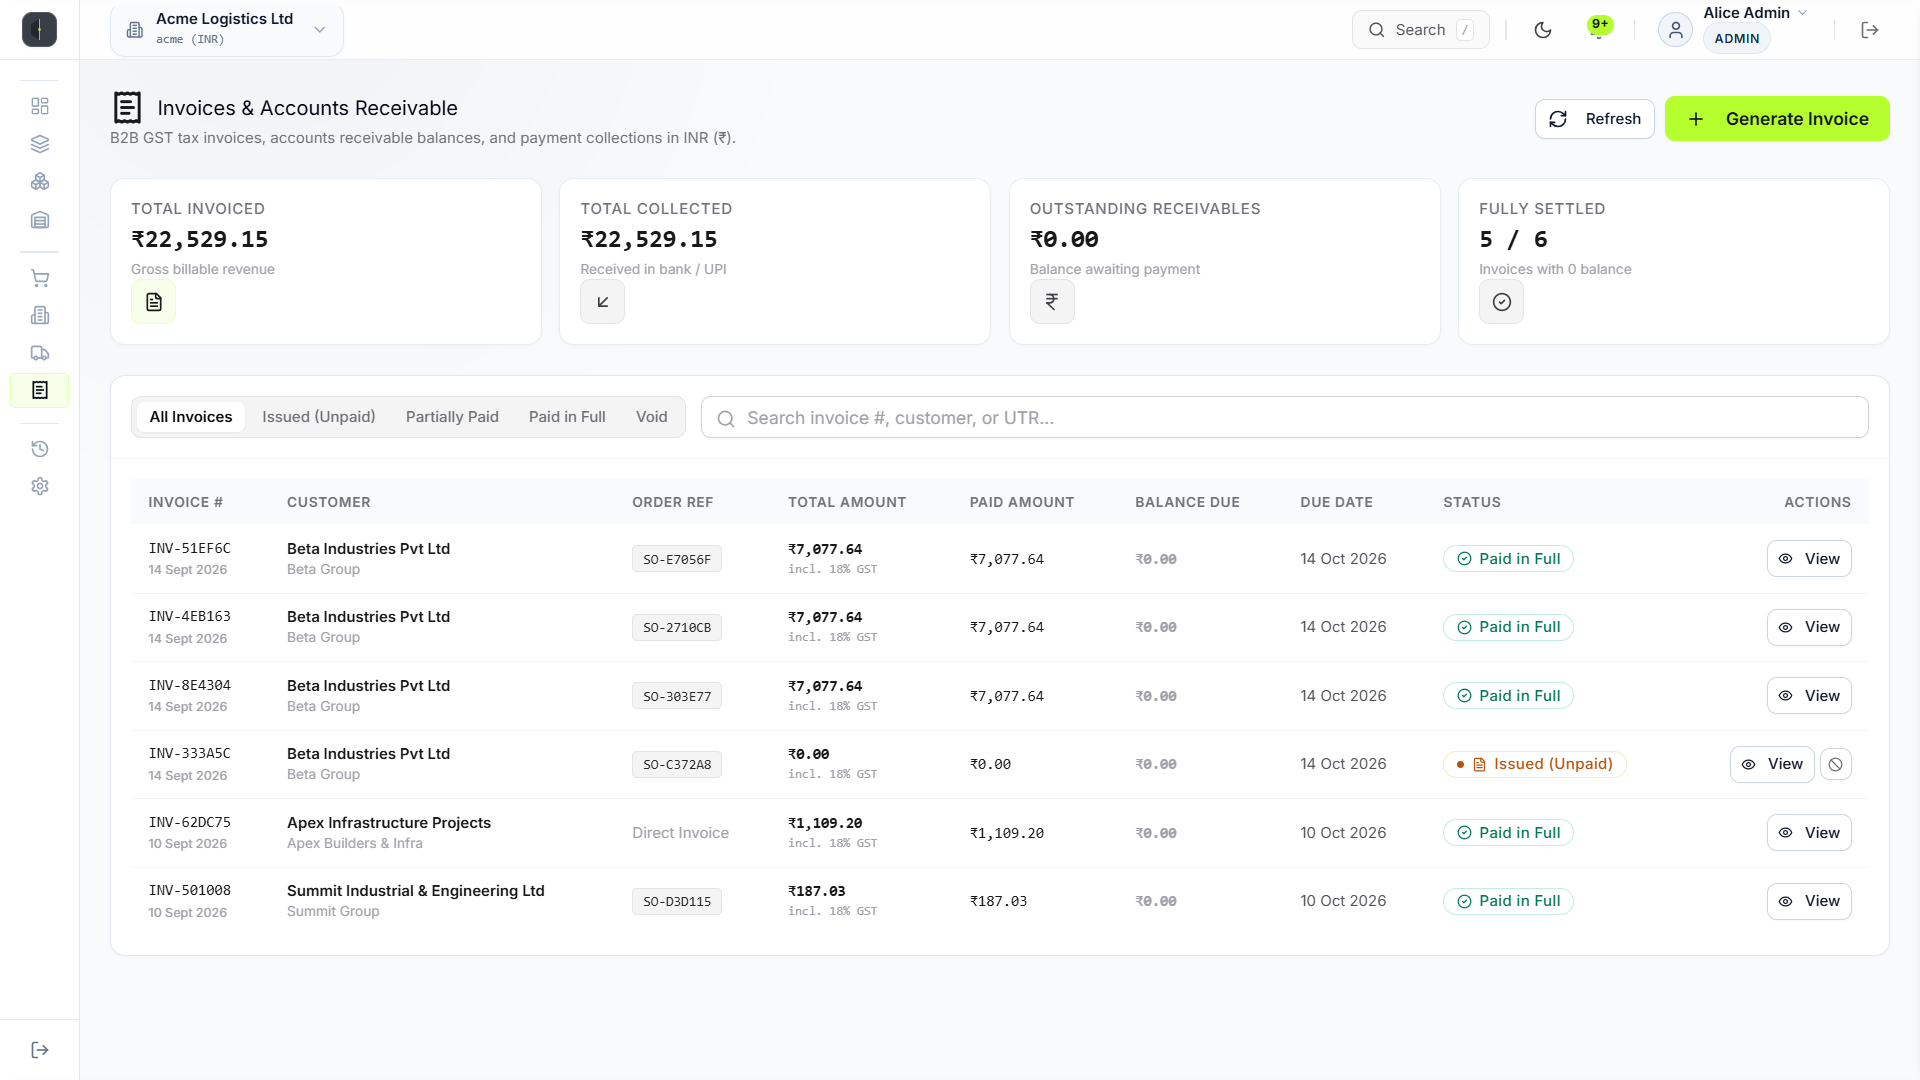 Acme Logistics Ltd
acme (INR)
Search /
9+
Alice Admin
ADMIN
Invoices & Accounts Receivable
B2B GST tax invoices, accounts receivable balances, and payment collections in INR (₹).
Refresh
+ Generate Invoice
TOTAL INVOICED
₹22,529.15
Gross billable revenue
TOTAL COLLECTED
₹22,529.15
Received in bank / UPI
OUTSTANDING RECEIVABLES
₹0.00
Balance awaiting payment
₹
FULLY SETTLED
5 / 6
Invoices with 0 balance
All Invoices Issued (Unpaid) Partially Paid Paid in Full Void
Search invoice #, customer, or UTR...
INVOICE # CUSTOMER ORDER REF TOTAL AMOUNT PAID AMOUNT BALANCE DUE DUE DATE STATUS ACTIONS
INV-51EF6C Beta Industries Pvt Ltd SO-E7056F ₹7,077.64 ₹7,077.64 ₹0.00 14 Oct 2026 Paid in Full View
14 Sept 2026 Beta Group incl. 18% GST
INV-4EB163 Beta Industries Pvt Ltd SO-2710CB ₹7,077.64 ₹7,077.64 ₹0.00 14 Oct 2026 Paid in Full View
14 Sept 2026 Beta Group incl. 18% GST
INV-8E4304 Beta Industries Pvt Ltd SO-303E77 ₹7,077.64 ₹7,077.64 ₹0.00 14 Oct 2026 Paid in Full View
14 Sept 2026 Beta Group incl. 18% GST
INV-333A5C Beta Industries Pvt Ltd SO-C372A8 ₹0.00 ₹0.00 ₹0.00 14 Oct 2026 Issued (Unpaid) View
14 Sept 2026 Beta Group incl. 18% GST
INV-62DC75 Apex Infrastructure Projects Direct Invoice ₹1,109.20 ₹1,109.20 ₹0.00 10 Oct 2026 Paid in Full View
10 Sept 2026 Apex Builders & Infra incl. 18% GST
INV-501008 Summit Industrial & Engineering Ltd SO-D3D115 ₹187.03 ₹187.03 ₹0.00 10 Oct 2026 Paid in Full View
10 Sept 2026 Summit Group incl. 18% GST